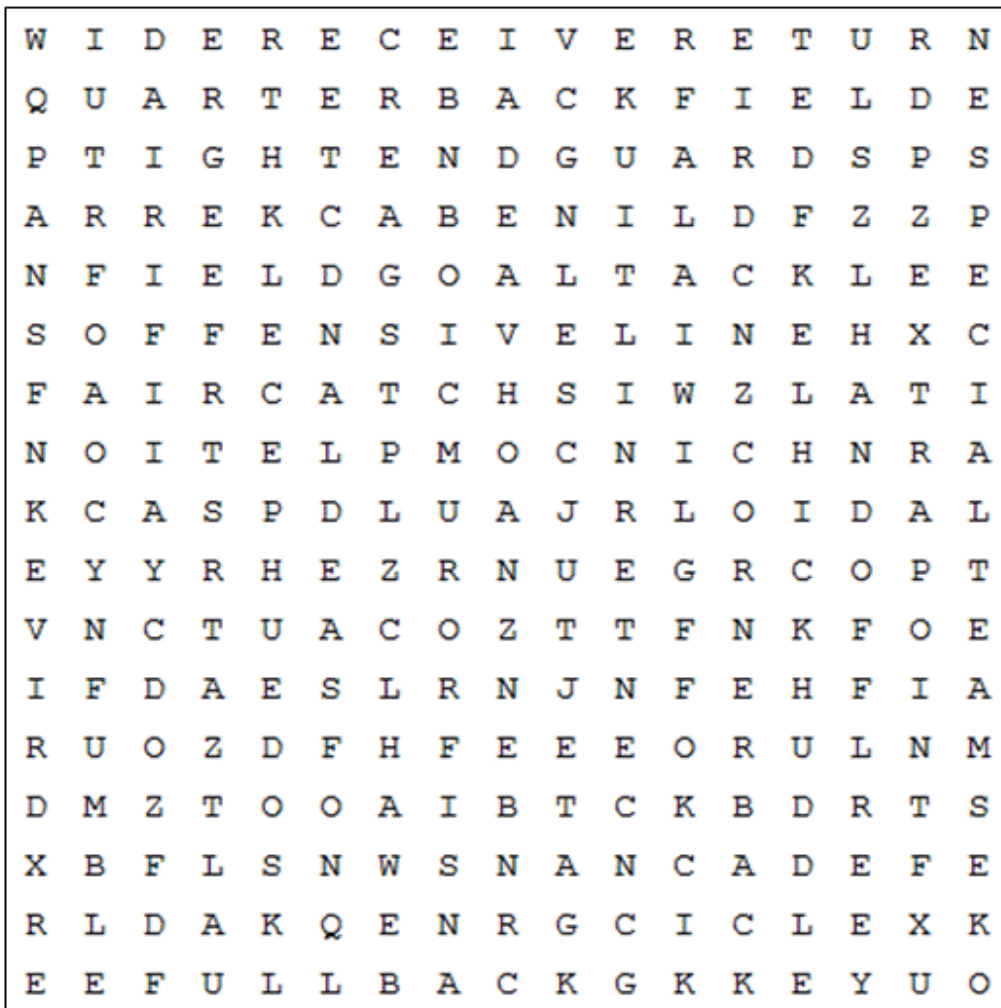 W I D E R E C E I V E R E T U R N
Q U A R T E R B A C K F I E L D E
P T I G H T E N D G U A R D S P S
A R R E K C A B E N I L D F Z Z P
N F I E L D G O A L T A C K L E E
S O F F E N S I V E L I N E H X C
F A I R C A T C H S I W Z L A T I
N O I T E L P M O C N I C H N R A
K C A S P D L U A J R L O I D A L
E Y Y R H E Z R N U E G R C O P T
V N C T U A C O Z T T F N K F O E
I F D A E S L R N J N F E H F I A
R U O Z D F H F E E E O R U L N M
D M Z T O O A I B T C K B D R T S
X B F L S N W S N A N C A D E F E
R L D A K Q E N R G C I C L E X K
E E F U L L B A C K G K K E Y U O